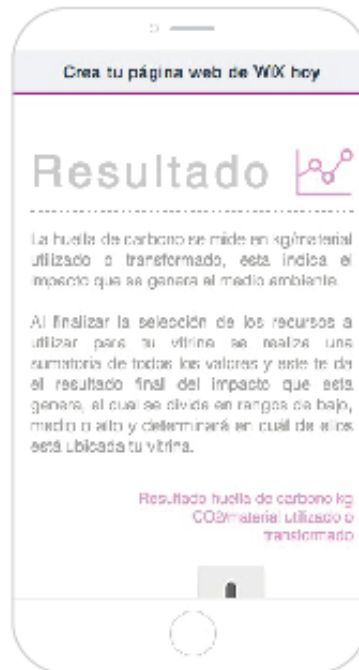 Crea tu página web de WIX hoy
Resultado
La huella de carbono se mide en kg/material
utilizado o transformado, esta indica el
impacto que se genera al medio ambiente.
Al finalizar la selección de los recursos a
utilizar para tu vitrina se realiza una
sumatoria de todos los valores y este te da
el resultado final del impacto que esta
genera, el cual se divide en rangos de bajo,
medio o alto y determinará en cuál de ellos
está ubicada tu vitrina.
Resultado huella de carbono kg
CO2/material utilizado o
transformado